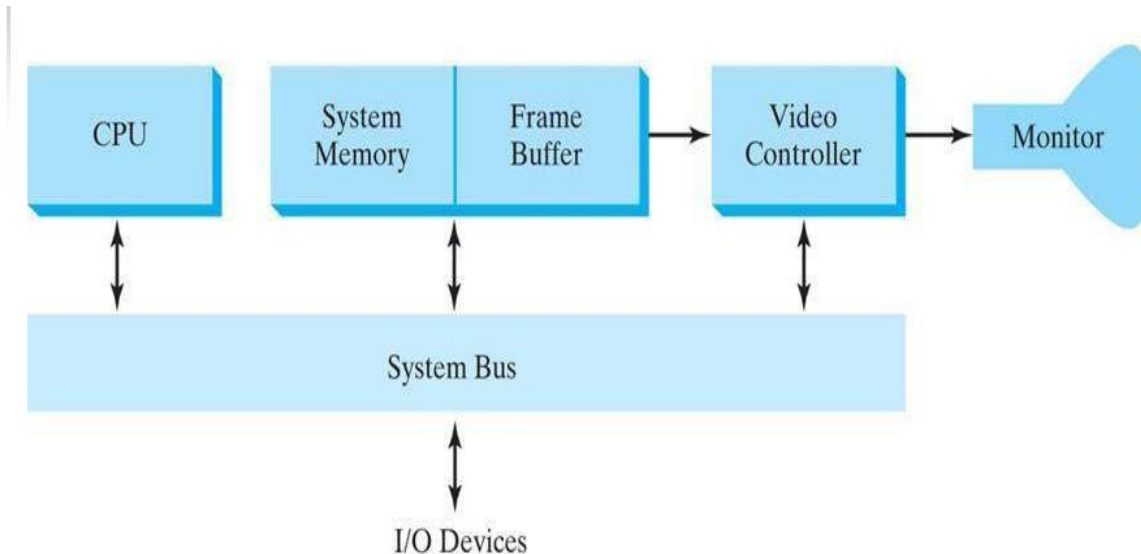 CPU
System
Memory
Frame
Buffer
Video
Controller
Monitor
System Bus
I/O Devices